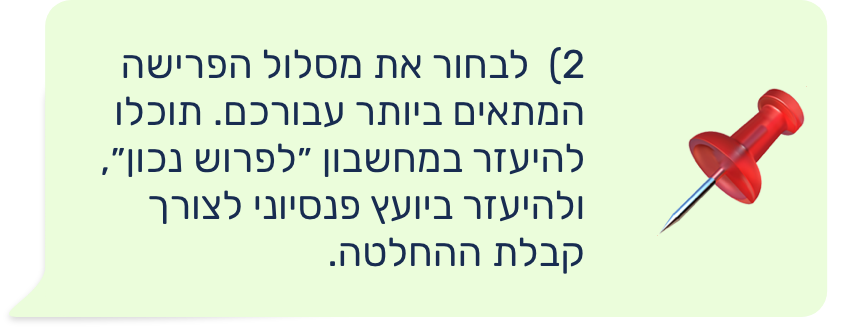 2) לבחור את מסלול הפרישה
המתאים ביותר עבורכם. תוכלו
להיעזר במחשבון ״לפרוש נכון״,
ולהיעזר ביועץ פנסיוני לצורך
קבלת ההחלטה.